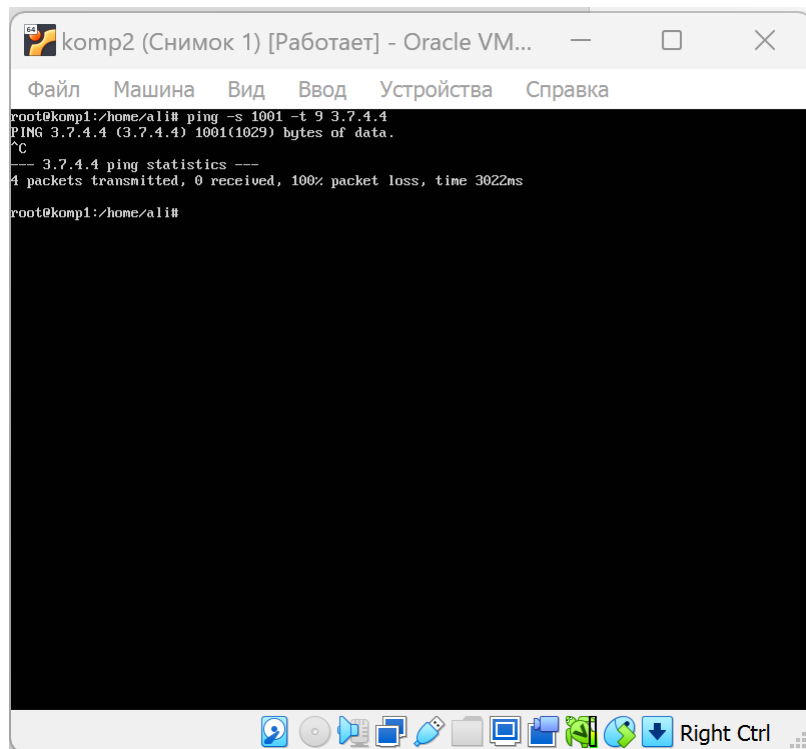 64
komp2 (Снимок 1) [Работает] - Oracle VM...
Файл Машина Вид Ввод Устройства Справка
root@komp1:/home/ali# ping -s 1001 -t 9 3.7.4.4
PING 3.7.4.4 (3.7.4.4) 1001(1029) bytes of data.
^C
--- 3.7.4.4 ping statistics ---
4 packets transmitted, 0 received, 100% packet loss, time 3022ms
root@komp1:/home/ali#
Right Ctrl